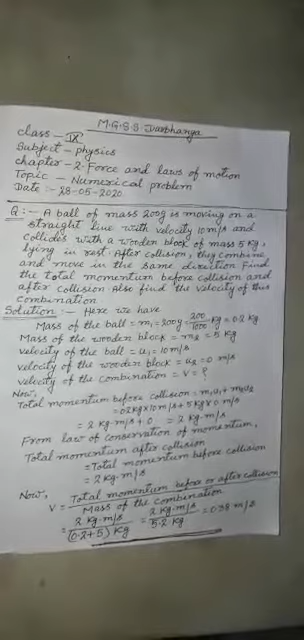 M.G.S.S. Darbhanga
class - IX
Subject - physics
chapter - 2 Force and laws of motion
Topic - Numerical problem
Date :- 28-05-2020
Q :- A ball of mass 200g is moving on a
straight line with velocity 10 m/s and
collides with a wooden block of mass 5 kg,
lying in rest. After collision, they combine
and move in the same direction Find
the total momentum before collision and
after collision Also find the velocity of this
combination
Solution :- Here we have
Mass of the ball = m1 = 200g = 200/1000 kg = 0.2 kg
Mass of the wooden block = m2 = 5 kg
velocity of the ball = u1 = 10 m/s
velocity of the wooden block = u2 = 0 m/s
velocity of the combination = V = ?
Now,
Total momentum before collision = m1u1 + m2u2
= 0.2 kg x 10 m/s + 5 kg x 0 m/s
= 2 kg m/s + 0 = 2 kg m/s
From law of conservation of momentum,
Total momentum after collision
= Total momentum before collision
= 2 kg m/s
Now,
V = Total momentum before or after collision / Mass of the combination
= 2 kg m/s / (0.2+5) kg = 2 kg m/s / 5.2 kg = 0.38 m/s